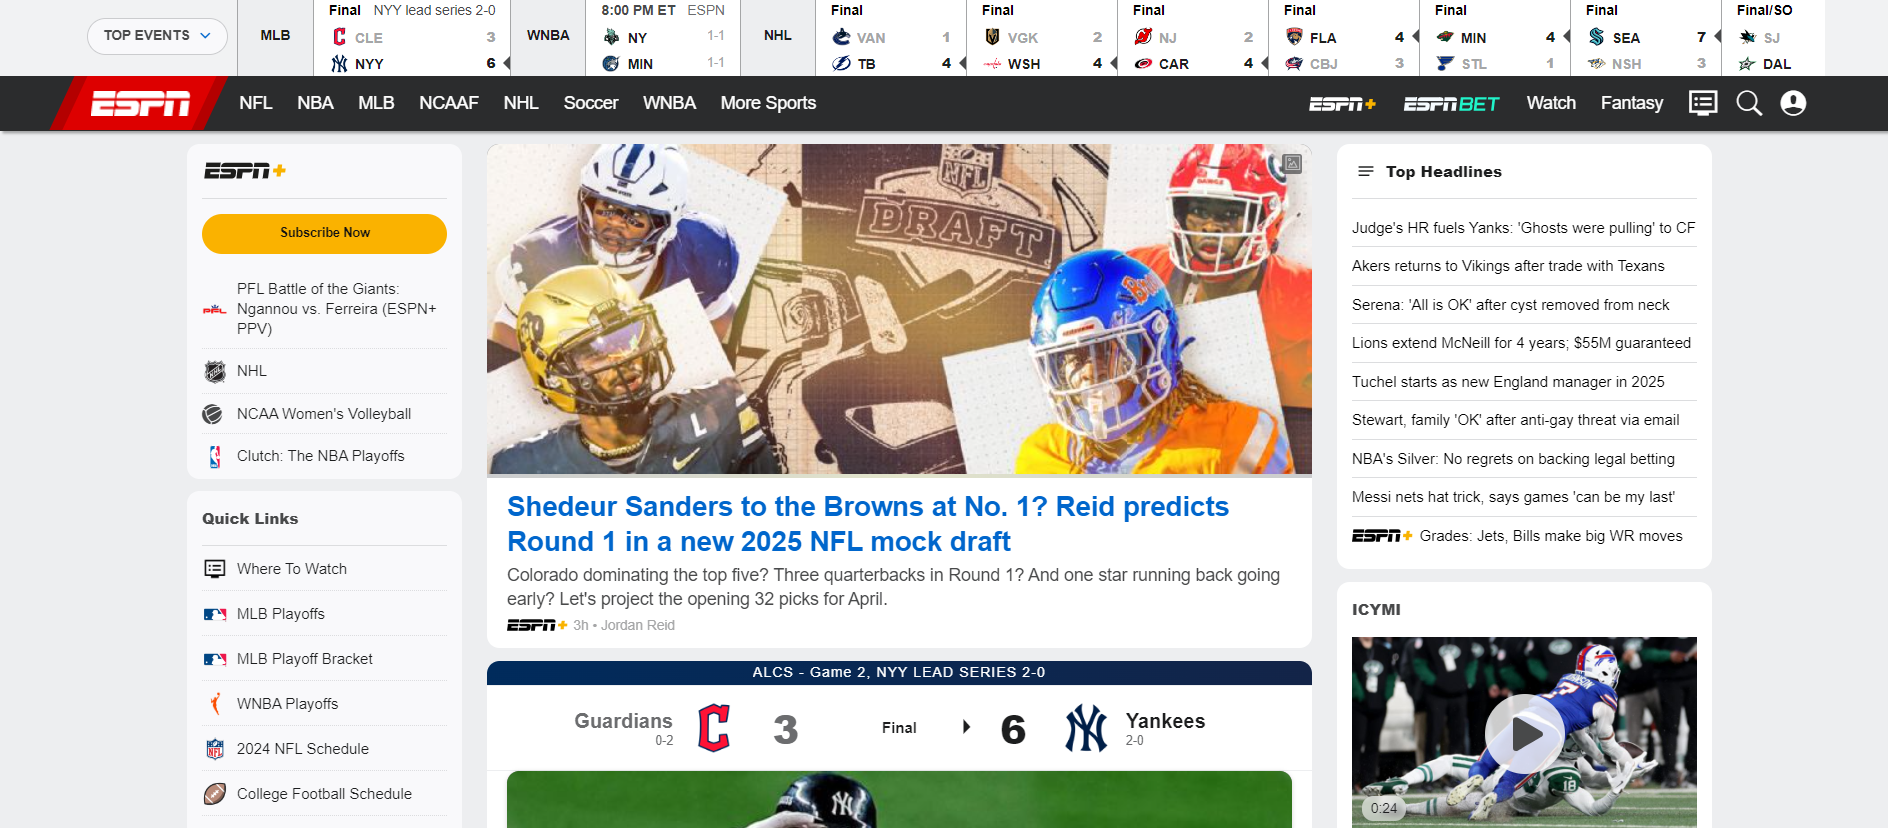 TOP EVENTS
MLB
Final NYY lead series 2-0
CLE 3
NYY 6
WNBA
8:00 PM ET ESPN
NY 1-1
MIN 1-1
NHL
Final
VAN 1
TB 4
Final
VGK 2
WSH 4
Final
NJ 2
CAR 4
Final
FLA 4
CBJ 3
Final
MIN 4
STL 1
Final
SEA 7
NSH 3
Final/SO
SJ
DAL
ESPN NFL NBA MLB NCAAF NHL Soccer WNBA More Sports ESPN+ ESPN BET Watch Fantasy
ESPN+
Subscribe Now
PFL
PFL Battle of the Giants:
Ngannou vs. Ferreira (ESPN+
PPV)
NHL
NCAA Women's Volleyball
Clutch: The NBA Playoffs
Quick Links
Where To Watch
MLB Playoffs
MLB Playoff Bracket
WNBA Playoffs
2024 NFL Schedule
College Football Schedule
NFL
DRAFT
Shedeur Sanders to the Browns at No. 1? Reid predicts
Round 1 in a new 2025 NFL mock draft
Colorado dominating the top five? Three quarterbacks in Round 1? And one star running back going
early? Let's project the opening 32 picks for April.
ESPN+ 3h • Jordan Reid
ALCS - Game 2, NYY LEAD SERIES 2-0
Guardians
0-2
C
3
Final
6
NY
Yankees
2-0
Top Headlines
Judge's HR fuels Yanks: 'Ghosts were pulling' to CF
Akers returns to Vikings after trade with Texans
Serena: 'All is OK' after cyst removed from neck
Lions extend McNeill for 4 years; $55M guaranteed
Tuchel starts as new England manager in 2025
Stewart, family 'OK' after anti-gay threat via email
NBA's Silver: No regrets on backing legal betting
Messi nets hat trick, says games 'can be my last'
ESPN+ Grades: Jets, Bills make big WR moves
ICYMI
18
0:24